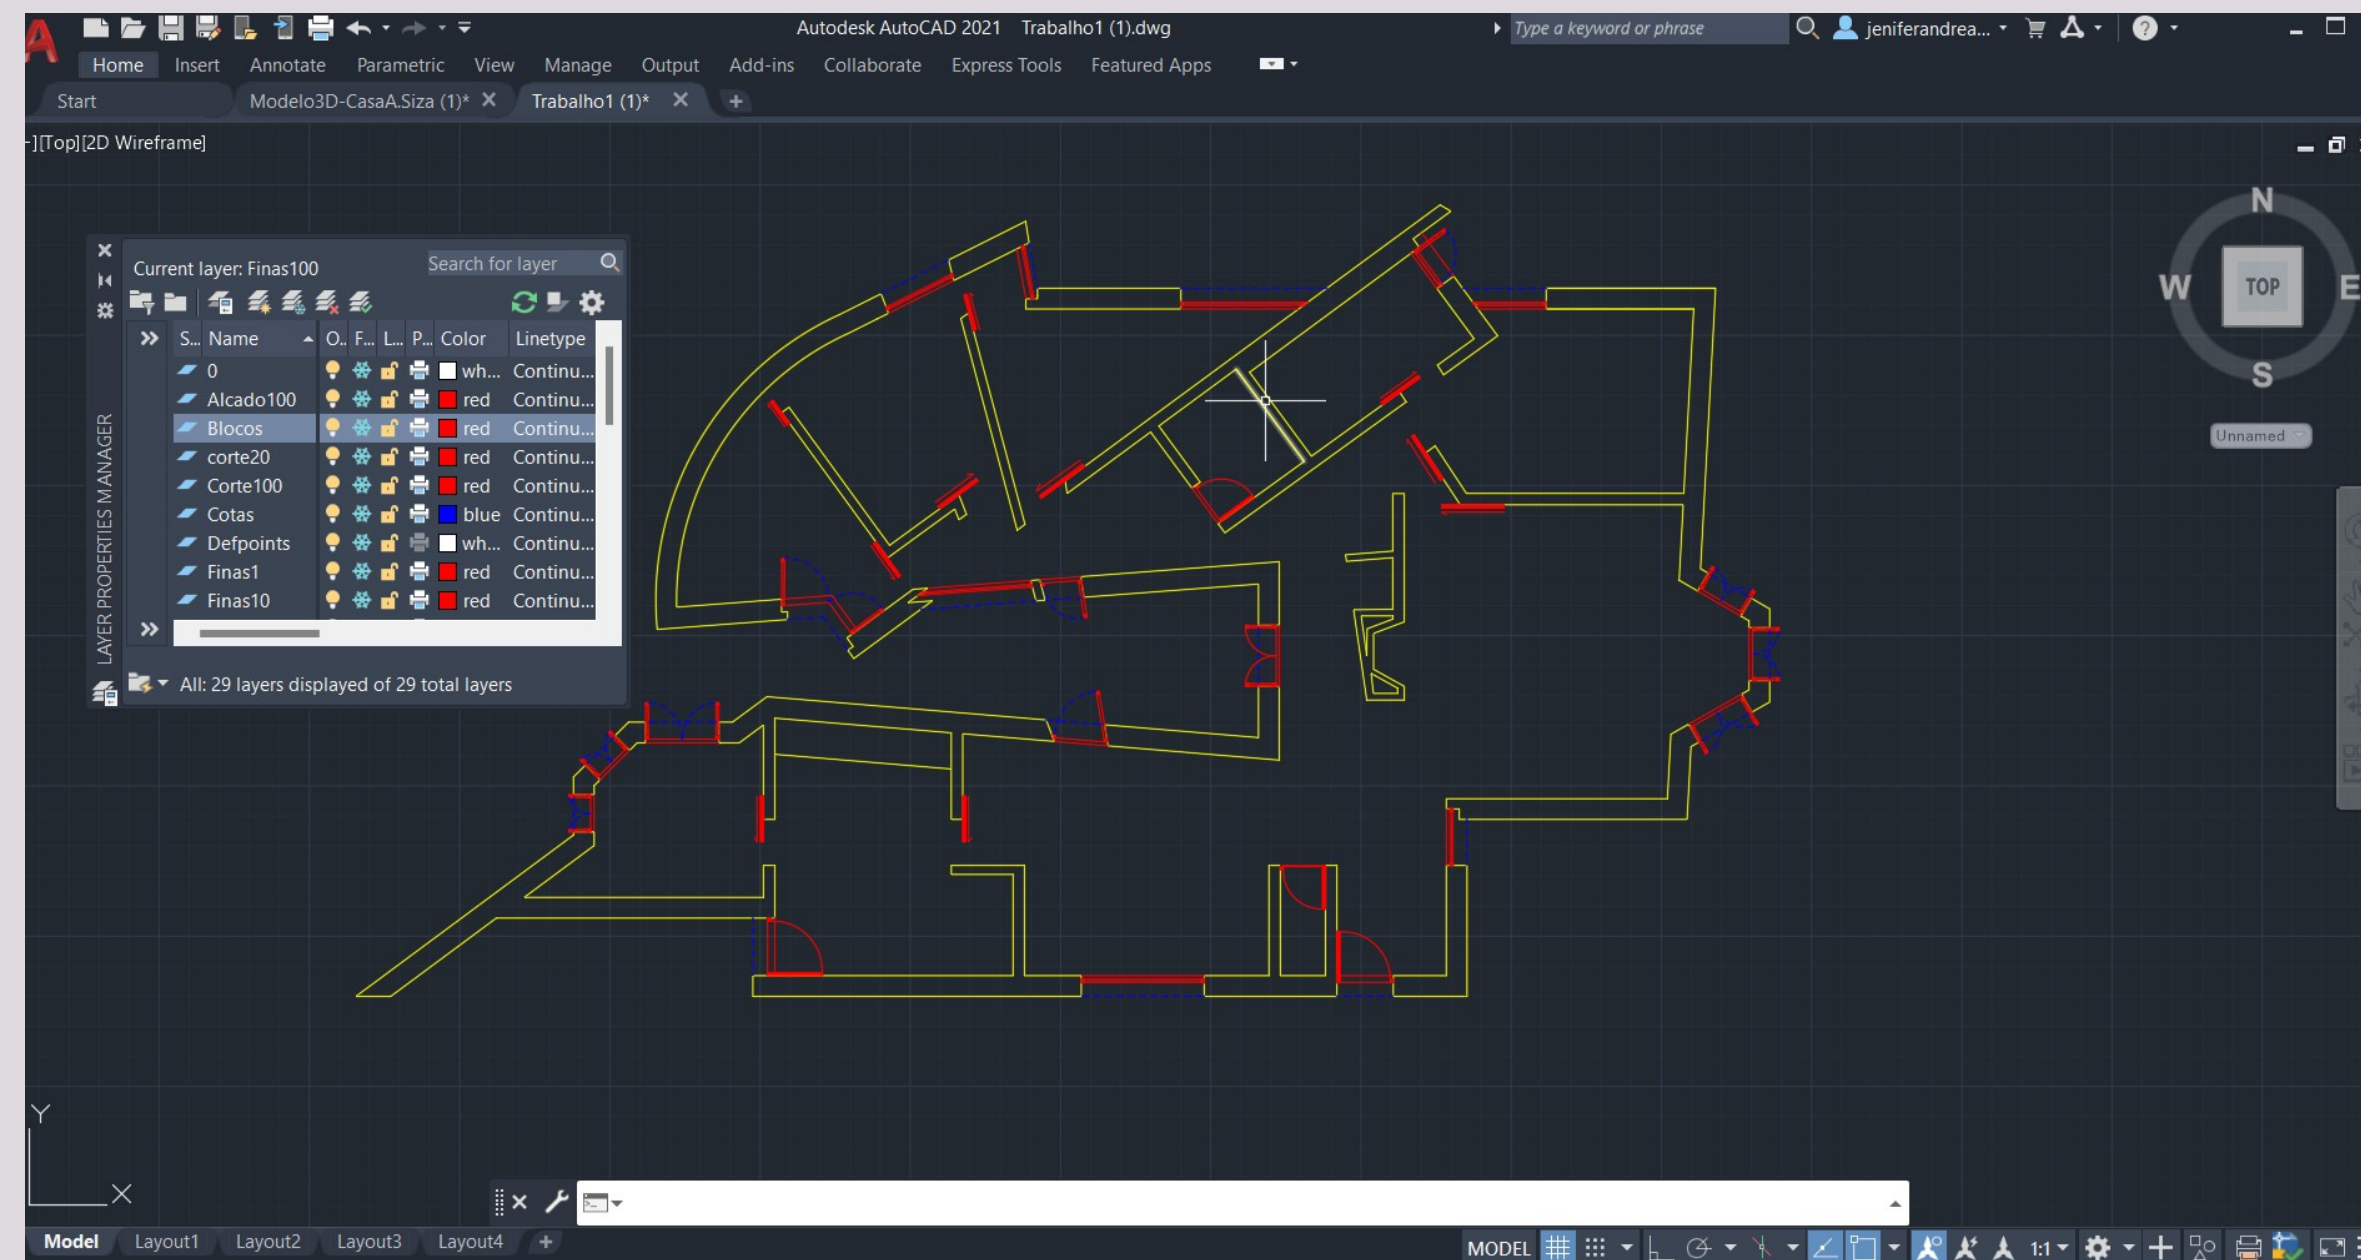 Autodesk AutoCAD 2021 Trabalho1 (1).dwg
Type a keyword or phrase
jeniferandrea...
Home Insert Annotate Parametric View Manage Output Add-ins Collaborate Express Tools Featured Apps
Start Modelo3D-CasaA.Siza (1)* Trabalho1 (1)*
-][Top][2D Wireframe]
N
W TOP E
S
Unnamed
Current layer: Finas100
Search for layer
S... Name O.. F... L... P... Color Linetype
0 wh... Continu...
Alcado100 red Continu...
Blocos red Continu...
corte20 red Continu...
Corte100 red Continu...
Cotas blue Continu...
Defpoints wh... Continu...
Finas1 red Continu...
Finas10 red Continu...
LAYER PROPERTIES MANAGER
All: 29 layers displayed of 29 total layers
Y
X
Model Layout1 Layout2 Layout3 Layout4
MODEL 1:1